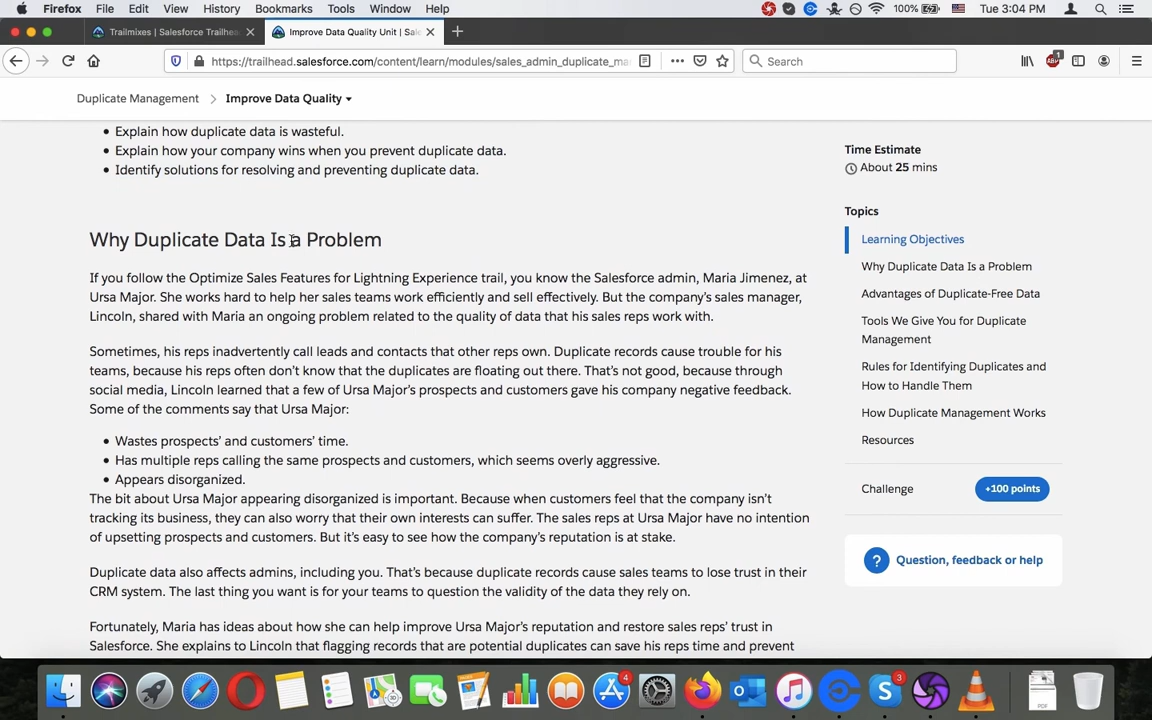 Firefox File Edit View History Bookmarks Tools Window Help 100% Tue 3:04 PM
Trailmixes | Salesforce Trailhea
Improve Data Quality Unit | Sal
https://trailhead.salesforce.com/content/learn/modules/sales_admin_duplicate_ma
Search
1
Duplicate Management > Improve Data Quality
• Explain how duplicate data is wasteful.
• Explain how your company wins when you prevent duplicate data.
• Identify solutions for resolving and preventing duplicate data.
Why Duplicate Data Is a Problem
If you follow the Optimize Sales Features for Lightning Experience trail, you know the Salesforce admin, Maria Jimenez, at
Ursa Major. She works hard to help her sales teams work efficiently and sell effectively. But the company's sales manager,
Lincoln, shared with Maria an ongoing problem related to the quality of data that his sales reps work with.
Sometimes, his reps inadvertently call leads and contacts that other reps own. Duplicate records cause trouble for his
teams, because his reps often don't know that the duplicates are floating out there. That's not good, because through
social media, Lincoln learned that a few of Ursa Major's prospects and customers gave his company negative feedback.
Some of the comments say that Ursa Major:
• Wastes prospects' and customers' time.
• Has multiple reps calling the same prospects and customers, which seems overly aggressive.
• Appears disorganized.
The bit about Ursa Major appearing disorganized is important. Because when customers feel that the company isn't
tracking its business, they can also worry that their own interests can suffer. The sales reps at Ursa Major have no intention
of upsetting prospects and customers. But it's easy to see how the company's reputation is at stake.
Duplicate data also affects admins, including you. That's because duplicate records cause sales teams to lose trust in their
CRM system. The last thing you want is for your teams to question the validity of the data they rely on.
Fortunately, Maria has ideas about how she can help improve Ursa Major's reputation and restore sales reps' trust in
Salesforce. She explains to Lincoln that flagging records that are potential duplicates can save his reps time and prevent
Time Estimate
About 25 mins
Topics
Learning Objectives
Why Duplicate Data Is a Problem
Advantages of Duplicate-Free Data
Tools We Give You for Duplicate
Management
Rules for Identifying Duplicates and
How to Handle Them
How Duplicate Management Works
Resources
Challenge
+100 points
? Question, feedback or help
4
3
PDF